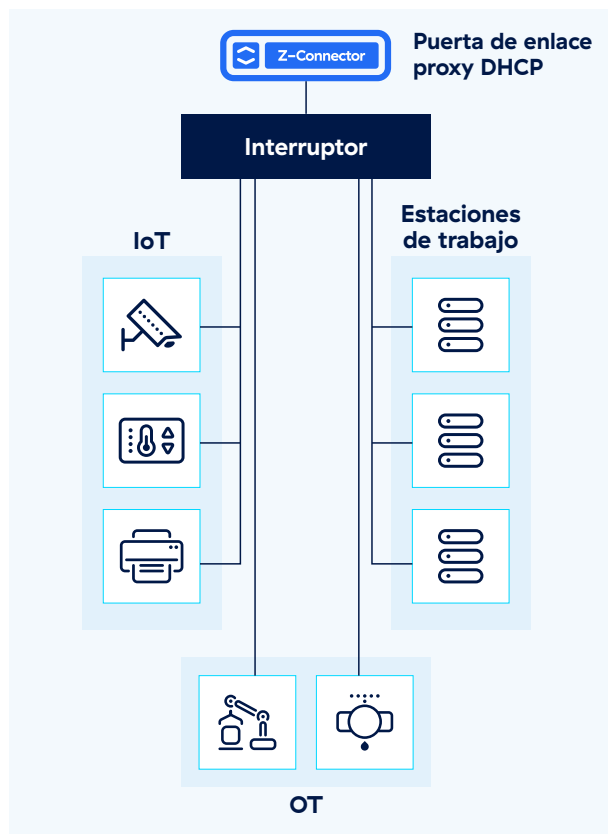 Z-Connector
Puerta de enlace
proxy DHCP
Interruptor
IoT
Estaciones
de trabajo
OT